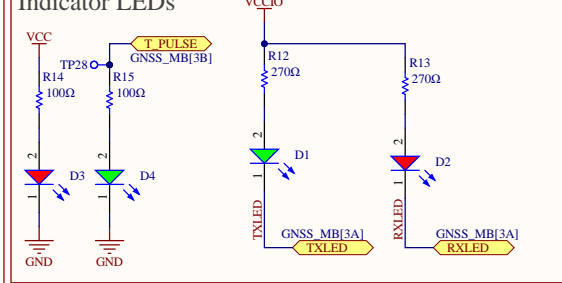 Indicator LEDs
VCCIO
VCC
T_PULSE
GNSS_MB[3B]
TP28
R14
100Ω
R15
100Ω
R12
270Ω
R13
270Ω
2
D3
1
2
D4
1
2
D1
1
2
D2
1
TXLED
RXLED
GNSS_MB[3A]
TXLED
GNSS_MB[3A]
RXLED
GND
GND